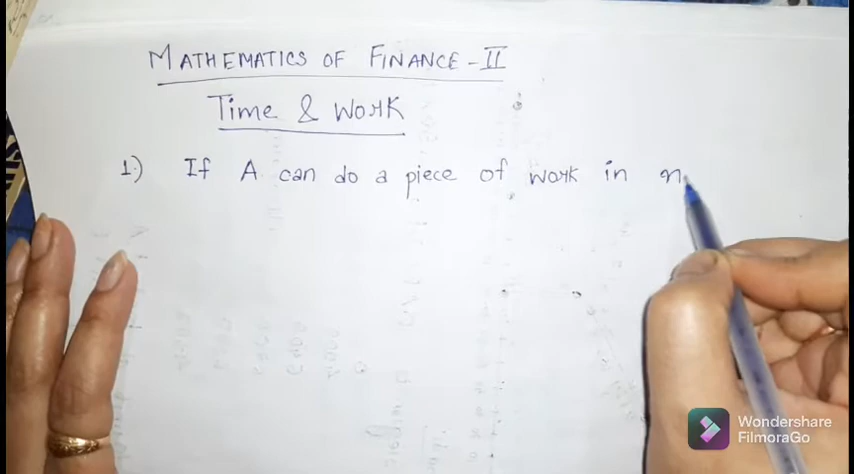 MATHEMATICS OF FINANCE - II
Time & Work
1.) If A can do a piece of work in n
Wondershare
FilmoraGo